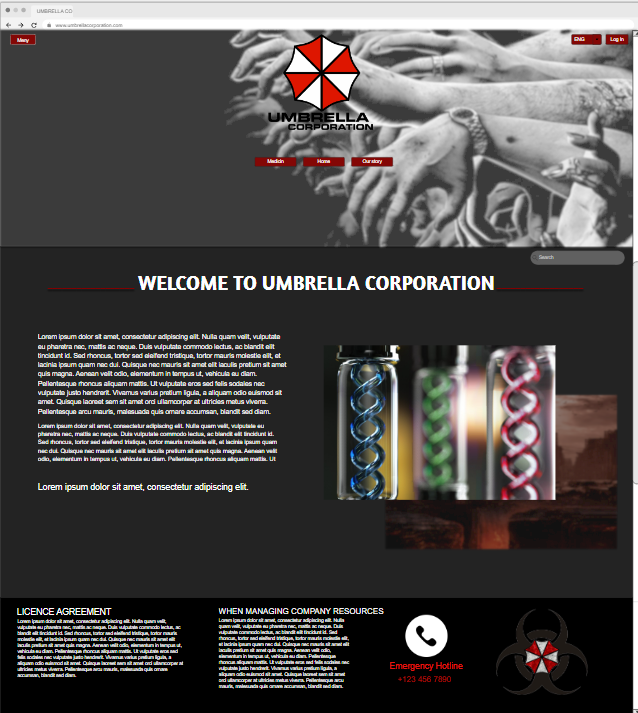 UMBRELLA CO
www.umbrellacorporation.com
Meny
ENG
Log In
UMBRELLA
CORPORATION
Medicin
Home
Our story
Search
WELCOME TO UMBRELLA CORPORATION
Lorem ipsum dolor sit amet, consectetur adipiscing elit. Nulla quam velit, vulputate
eu pharetra nec, mattis ac neque. Duis vulputate commodo lectus, ac blandit elit
tincidunt id. Sed rhoncus, tortor sed eleifend tristique, tortor mauris molestie elit, et
lacinia ipsum quam nec dui. Quisque nec mauris sit amet elit iaculis pretium sit amet
quis magna. Aenean velit odio, elementum in tempus ut, vehicula eu diam.
Pellentesque rhoncus aliquam mattis. Ut vulputate eros sed felis sodales nec
vulputate justo hendrerit. Vivamus varius pretium ligula, a aliquam odio euismod sit
amet. Quisque laoreet sem sit amet orci ullamcorper at ultricies metus viverra.
Pellentesque arcu mauris, malesuada quis ornare accumsan, blandit sed diam.
Lorem ipsum dolor sit amet, consectetur adipiscing elit. Nulla quam velit, vulputate eu
pharetra nec, mattis ac neque. Duis vulputate commodo lectus, ac blandit elit tincidunt id.
Sed rhoncus, tortor sed eleifend tristique, tortor mauris molestie elit, et lacinia ipsum quam
nec dui. Quisque nec mauris sit amet elit iaculis pretium sit amet quis magna. Aenean velit
odio, elementum in tempus ut, vehicula eu diam. Pellentesque rhoncus aliquam mattis. Ut
Lorem ipsum dolor sit amet, consectetur adipiscing elit.
LICENCE AGREEMENT
Lorem ipsum dolor sit amet, consectetur adipiscing elit. Nulla quam velit,
vulputate eu pharetra nec, mattis ac neque. Duis vulputate commodo lectus, ac
blandit elit tincidunt id. Sed rhoncus, tortor sed eleifend tristique, tortor mauris
molestie elit, et lacinia ipsum quam nec dui. Quisque nec mauris sit amet elit
iaculis pretium sit amet quis magna. Aenean velit odio, elementum in tempus ut,
vehicula eu diam. Pellentesque rhoncus aliquam mattis. Ut vulputate eros sed
felis sodales nec vulputate justo hendrerit. Vivamus varius pretium ligula, a
aliquam odio euismod sit amet. Quisque laoreet sem sit amet orci ullamcorper at
ultricies metus viverra. Pellentesque arcu mauris, malesuada quis ornare
accumsan, blandit sed diam.
WHEN MANAGING COMPANY RESOURCES
Lorem ipsum dolor sit amet, consectetur adipiscing elit. Nulla
quam velit, vulputate eu pharetra nec, mattis ac neque. Duis
vulputate commodo lectus, ac blandit elit tincidunt id. Sed
rhoncus, tortor sed eleifend tristique, tortor mauris molestie elit,
et lacinia ipsum quam nec dui. Quisque nec mauris sit amet elit
iaculis pretium sit amet quis magna. Aenean velit odio,
elementum in tempus ut, vehicula eu diam. Pellentesque
rhoncus aliquam mattis. Ut vulputate eros sed felis sodales nec
vulputate justo hendrerit. Vivamus varius pretium ligula, a
aliquam odio euismod sit amet. Quisque laoreet sem sit amet
orci ullamcorper at ultricies metus viverra. Pellentesque arcu
mauris, malesuada quis ornare accumsan, blandit sed diam.
Emergency Hotline
+123 456 7890